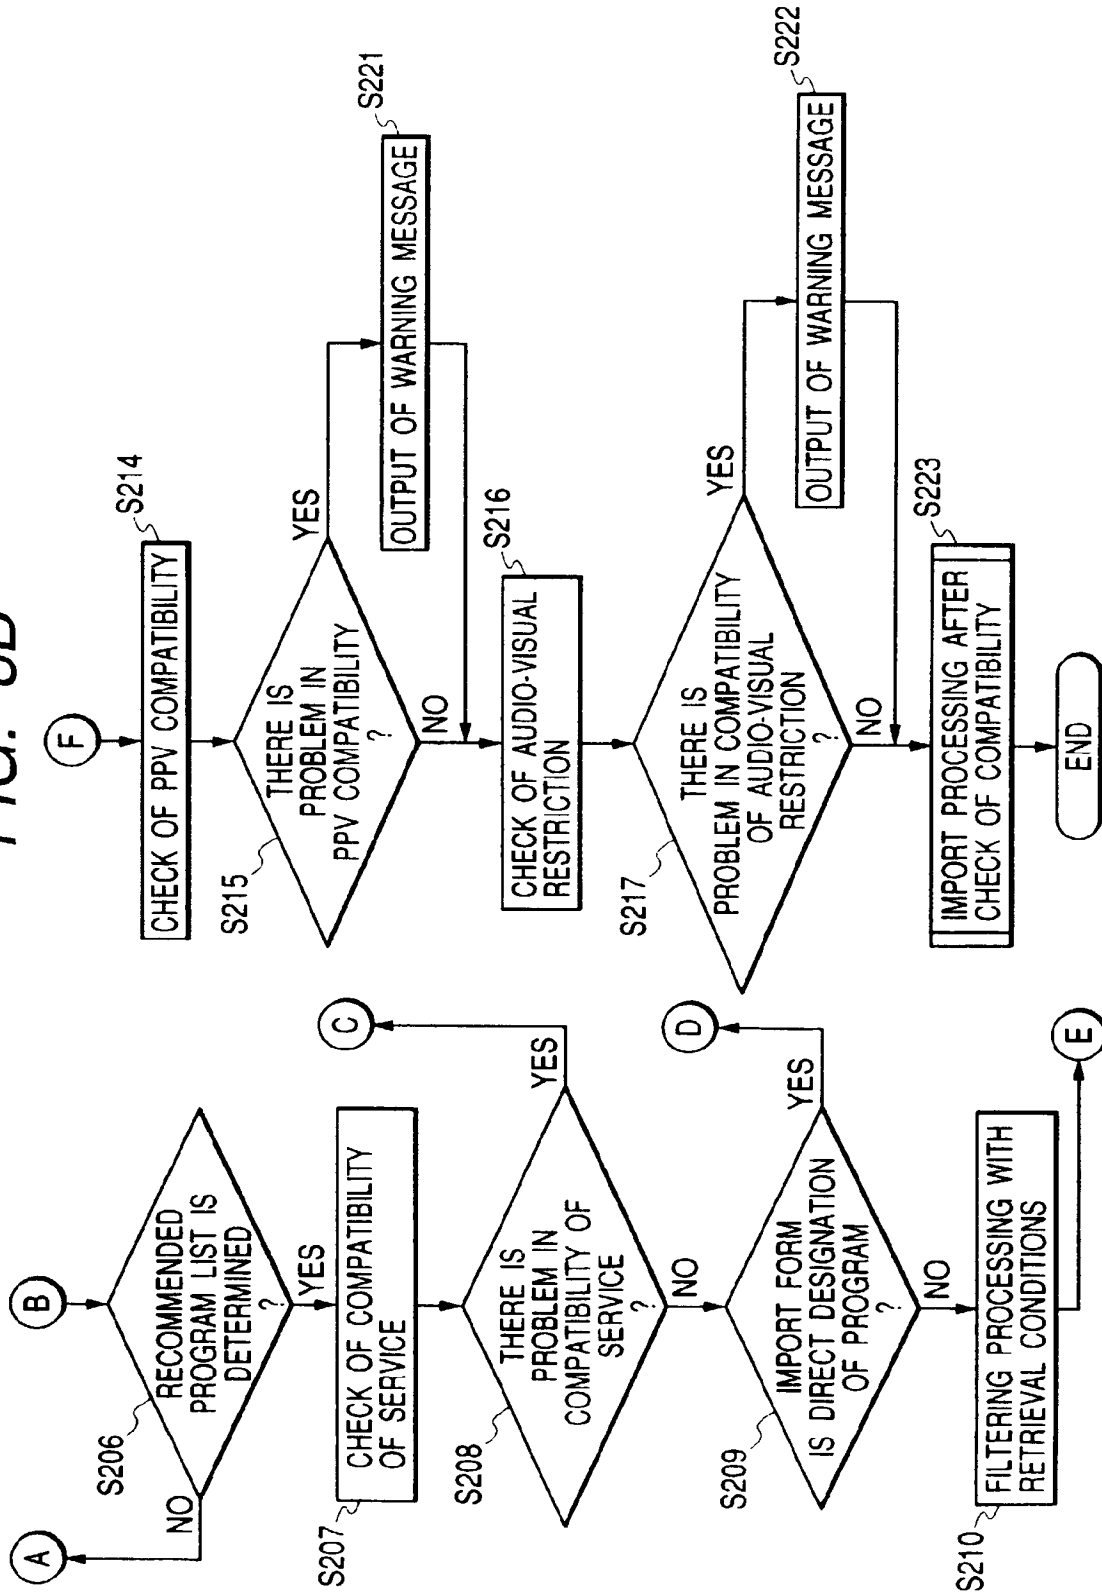 FIG.
B
S206
RECOMMENDED
PROGRAM LIST IS
DETERMINED
?
NO
A
YES
S207
CHECK OF COMPATIBILITY
OF SERVICE
S208
THERE IS
PROBLEM IN
COMPATIBILITY OF
SERVICE
?
YES
C
NO
S209
IMPORT FORM
IS DIRECT DESIGNATION
OF PROGRAM
?
YES
D
NO
S210
FILTERING PROCESSING WITH
RETRIEVAL CONDITIONS
E
F
S214
CHECK OF PPV COMPATIBILITY
S215
THERE IS
PROBLEM IN
PPV COMPATIBILITY
?
YES
S221
OUTPUT OF WARNING MESSAGE
NO
S216
CHECK OF AUDIO-VISUAL
RESTRICTION
S217
THERE IS
PROBLEM IN COMPATIBILITY
OF AUDIO-VISUAL
RESTRICTION
?
YES
S222
OUTPUT OF WARNING MESSAGE
NO
S223
IMPORT PROCESSING AFTER
CHECK OF COMPATIBILITY
END